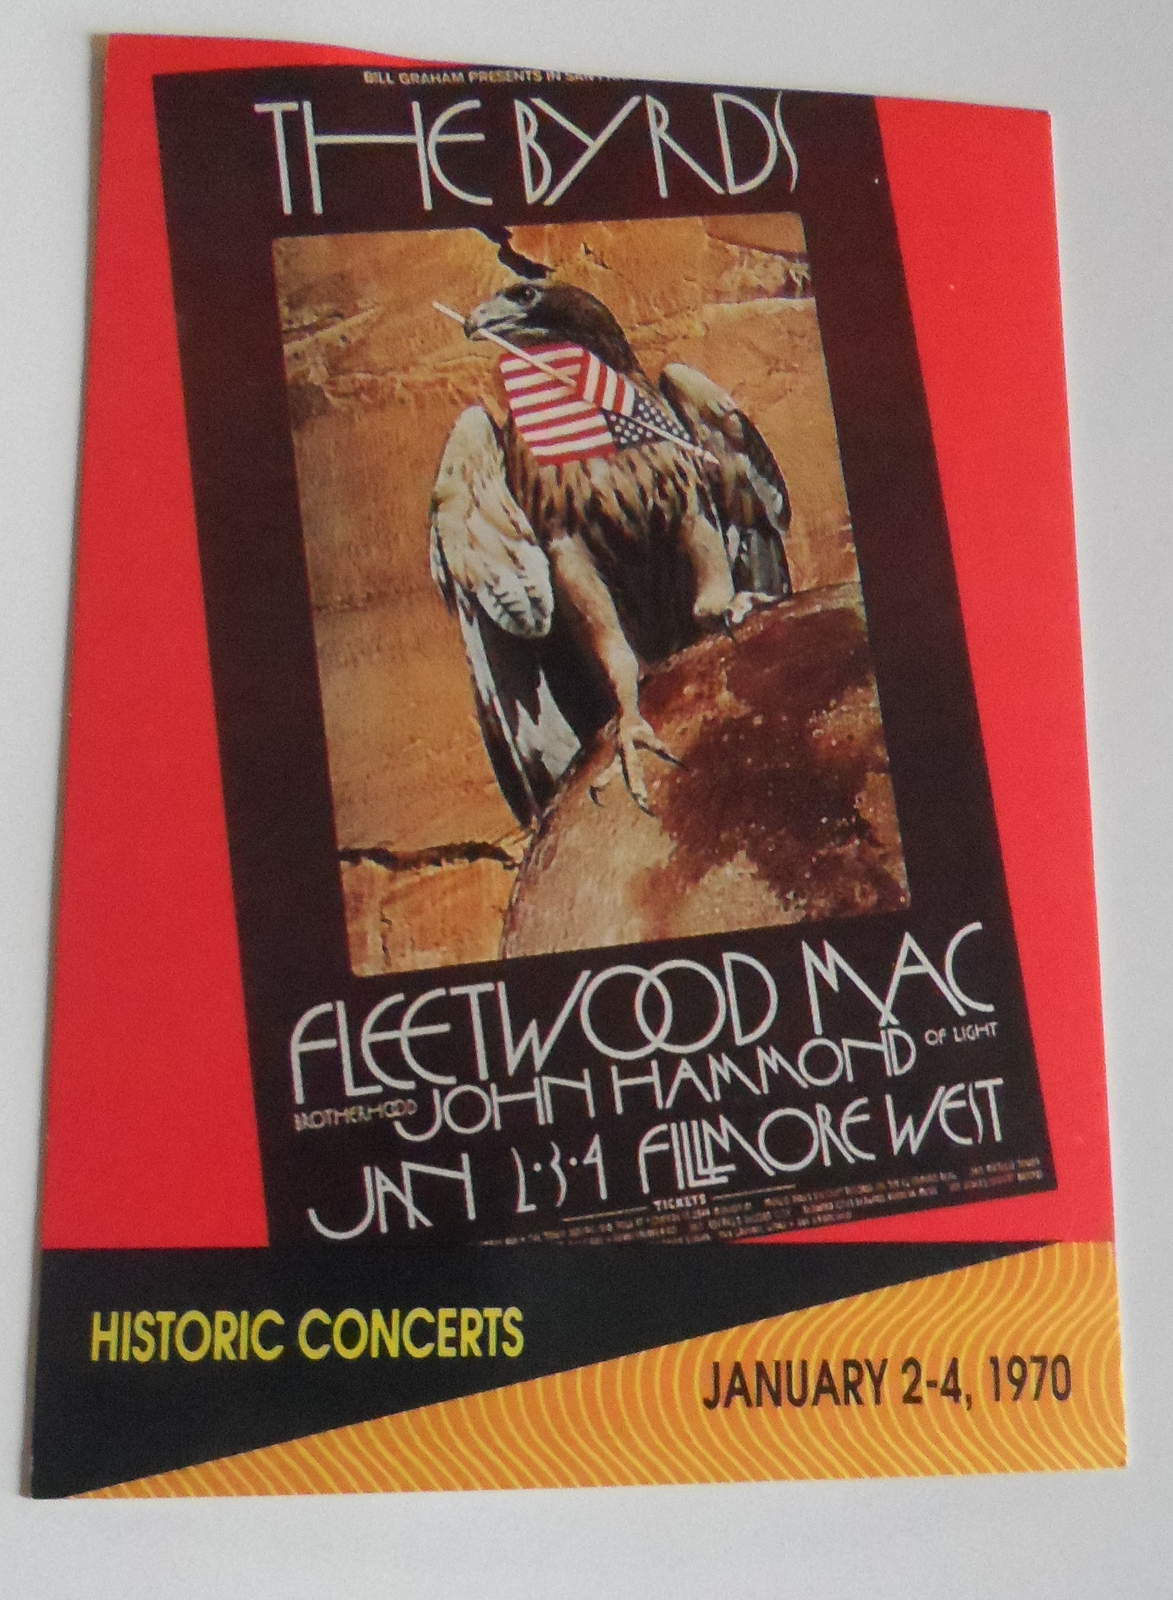 BILL GRAHAM PRESENTS IN SAN
THE BYRDS
FLEETWOOD MAC
JOHN HAMMOND
BROTHERHOOD OF LIGHT
JAN 2·3·4 FILLMORE WEST
TICKETS
HISTORIC CONCERTS
JANUARY 2-4, 1970